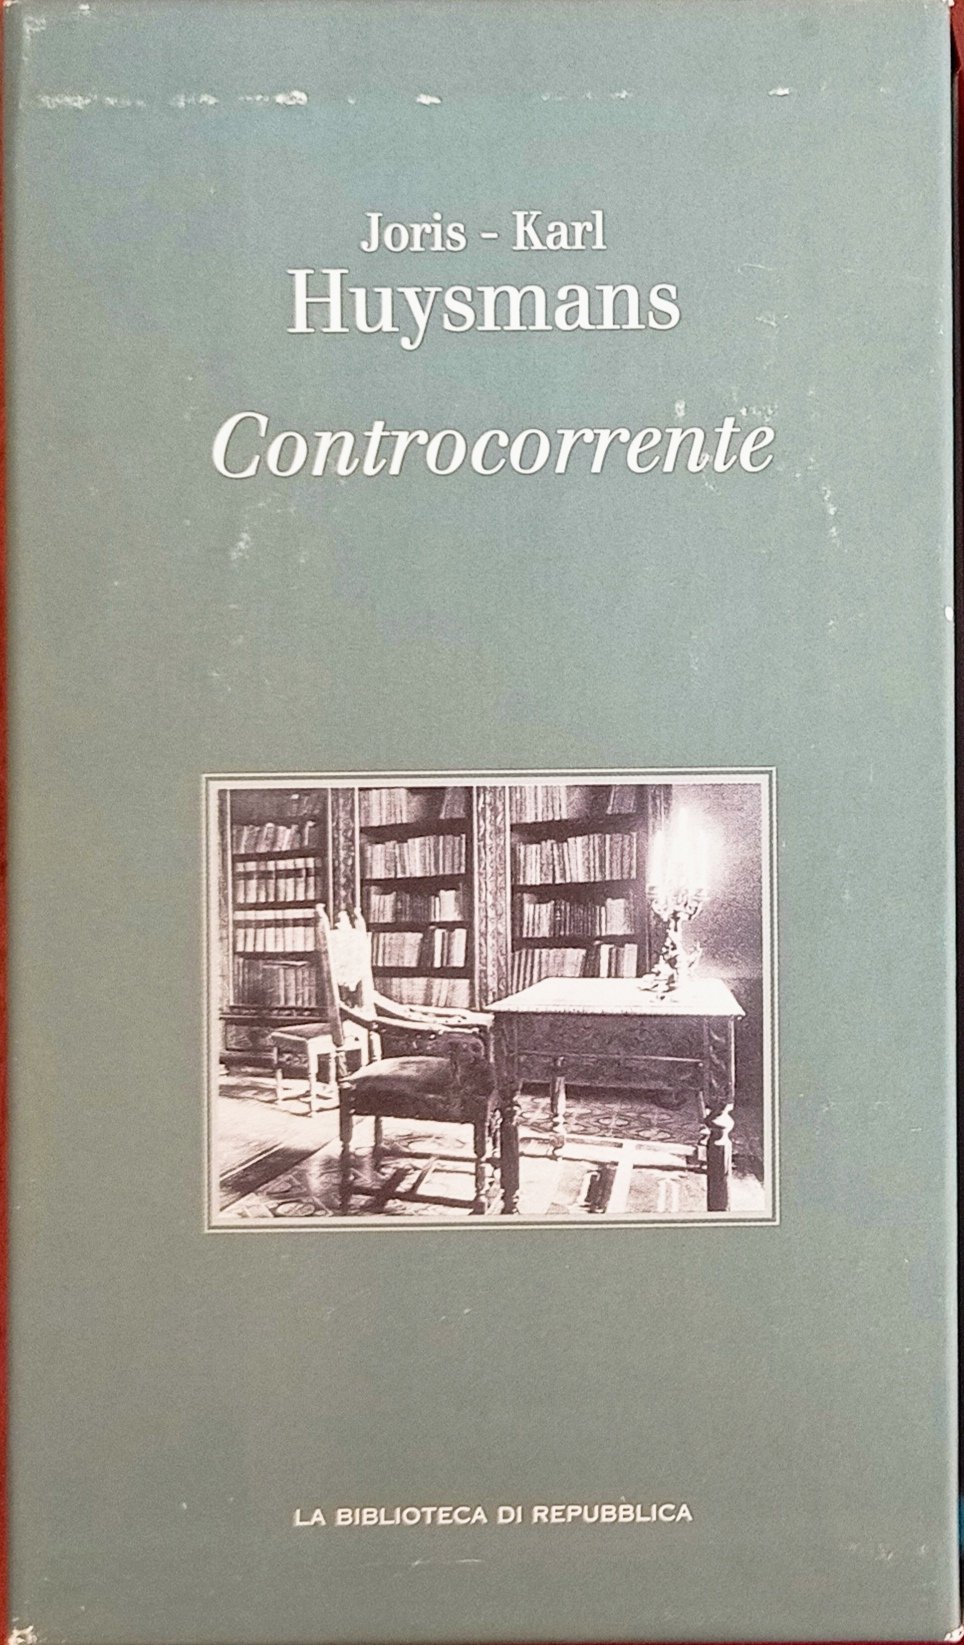 Joris - Karl
Huysmans
Controcorrente
LA BIBLIOTECA DI REPUBBLICA